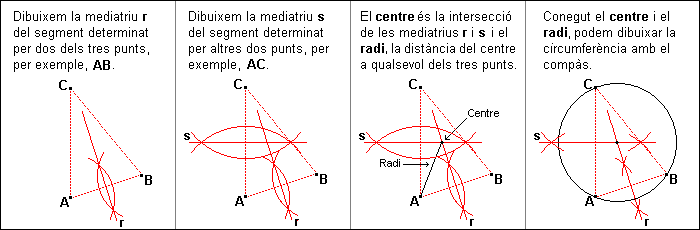 Dibuixem la mediatriu r
del segment determinat
per dos dels tres punts,
per exemple, AB.
C
A
B
r
Dibuixem la mediatriu s
del segment determinat
per altres dos punts, per
exemple, AC.
C
s
A
B
r
El centre és la intersecció
de les mediatrius r i s i el
radi, la distància del centre
a qualsevol dels tres punts.
C
Centre
s
Radi
A
B
r
Conegut el centre i el
radi, podem dibuixar la
circumferència amb el
compàs.
C
s
A
B
r